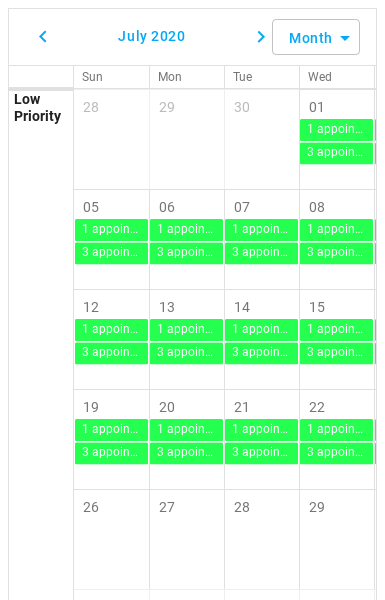 July 2020 Month
Sun Mon Tue Wed
Low
Priority
28 29 30 01
1 appoin...
3 appoin...
05 06 07 08
1 appoin... 1 appoin... 1 appoin... 1 appoin...
3 appoin... 3 appoin... 3 appoin... 3 appoin...
12 13 14 15
1 appoin... 1 appoin... 1 appoin... 1 appoin...
3 appoin... 3 appoin... 3 appoin... 3 appoin...
19 20 21 22
1 appoin... 1 appoin... 1 appoin... 1 appoin...
3 appoin... 3 appoin... 3 appoin... 3 appoin...
26 27 28 29